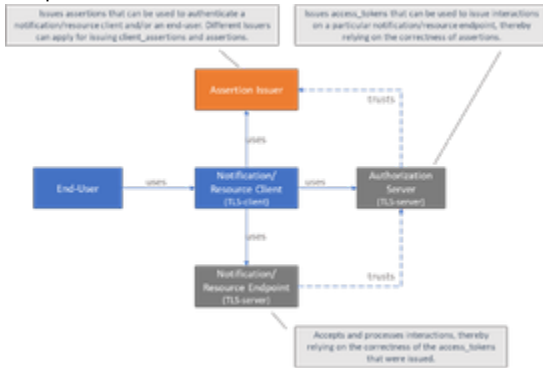 Issues assertions that can be used to authenticate a
notification/resource client and/or an end-user. Different Issuers
can apply for issuing client_assertions and assertions.
Issues access_tokens that can be used to issue interactions
on a particular notification/resource endpoint, thereby
relying on the correctness of assertions.
Assertion Issuer
trusts
uses
End-User
uses
Notification/
Resource Client
(TLS-client)
uses
Authorization
Server
(TLS-server)
uses
Notification/
Resource Endpoint
(TLS-server)
trusts
Accepts and processes interactions, thereby
relying on the correctness of the access_tokens
that were issued.